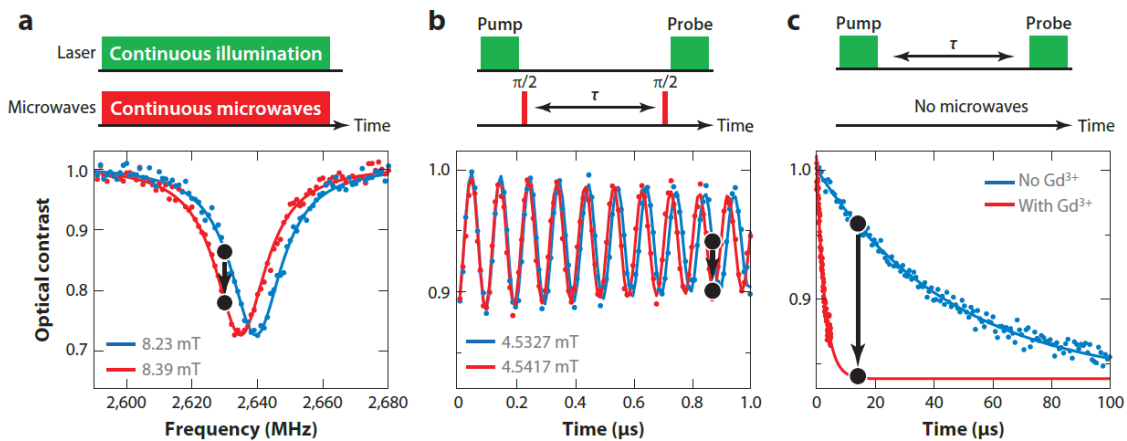 a
Laser
Continuous illumination
Microwaves
Continuous microwaves
Time
Optical contrast
1.0
0.9
0.8
0.7
8.23 mT
8.39 mT
2,600 2,620 2,640 2,660 2,680
Frequency (MHz)
b
Pump Probe
π/2 π/2
τ
Time
1.0
0.9
4.5327 mT
4.5417 mT
0 0.2 0.4 0.6 0.8 1.0
Time (μs)
c
Pump Probe
τ
No microwaves
Time
1.0
0.9
No Gd³⁺
With Gd³⁺
0 20 40 60 80 100
Time (μs)